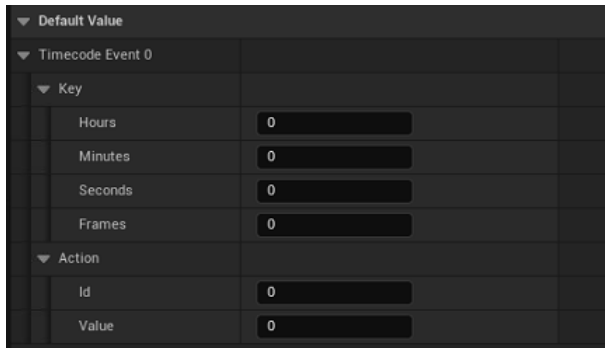 Default Value
Timecode Event 0
Key
Hours 0
Minutes 0
Seconds 0
Frames 0
Action
Id 0
Value 0